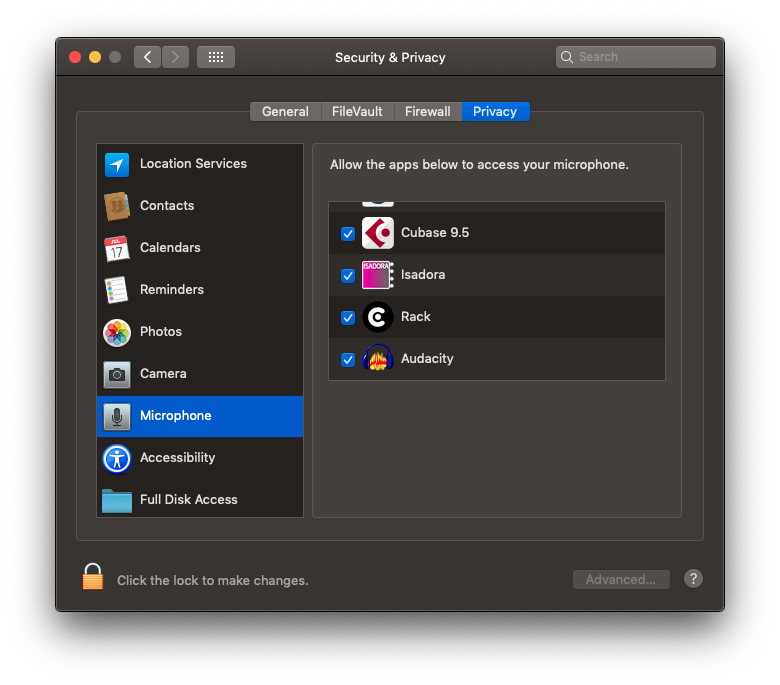 Security & Privacy
Search
General
FileVault
Firewall
Privacy
Location Services
Contacts
JUL
17
Calendars
Reminders
Photos
Camera
Microphone
Accessibility
Full Disk Access
Allow the apps below to access your microphone.
Cubase 9.5
ISADORA
Isadora
Rack
Audacity
Click the lock to make changes.
Advanced...
?